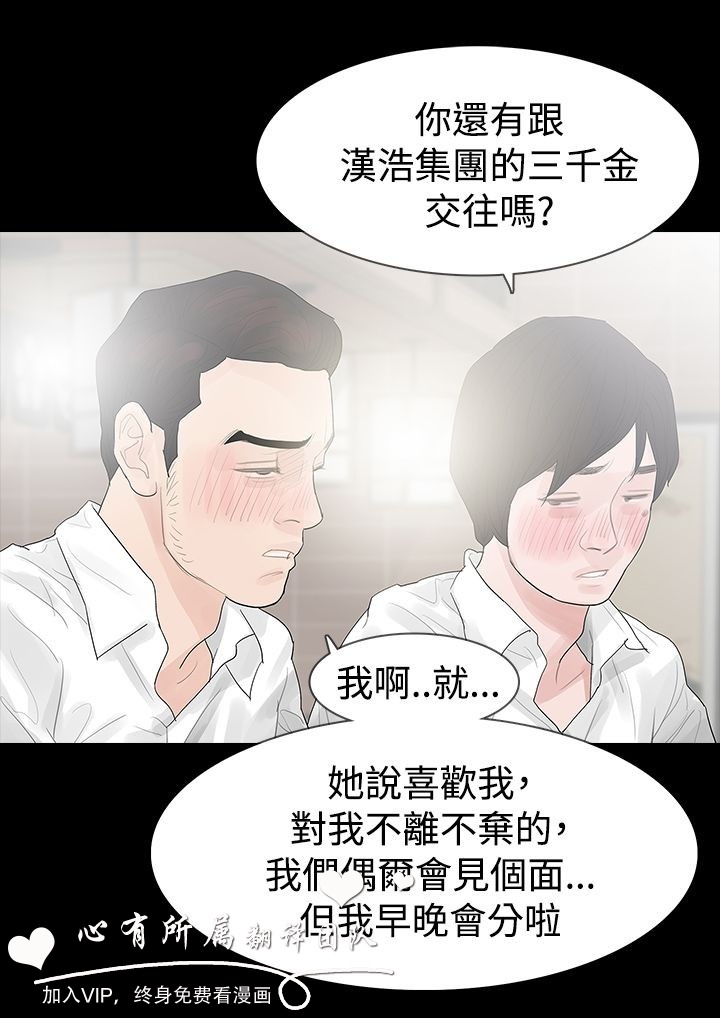 你還有跟
漢浩集團的三千金
交往嗎?
我啊..就...
她說喜歡我,
對我不離不棄的,
我們偶爾會見個面...
但我早晚會分啦
心有所属翻译团队
加入VIP，终身免费看漫画